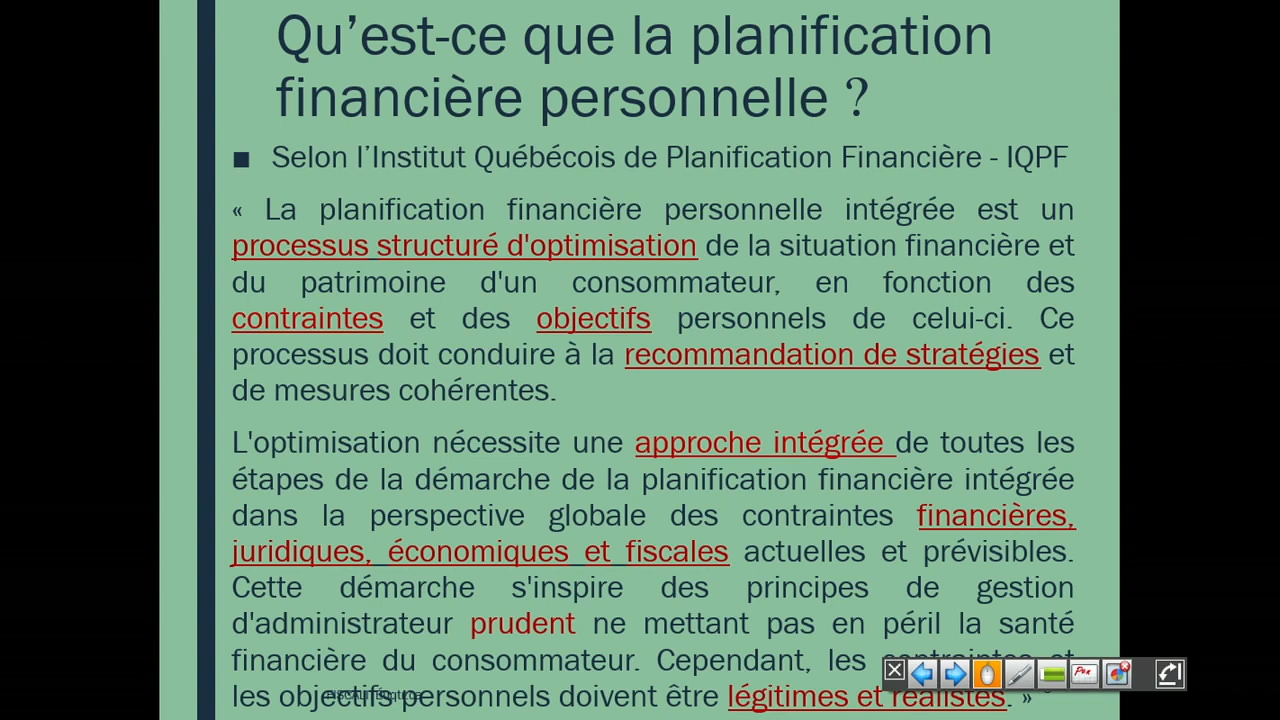 Qu’est-ce que la planification
financière personnelle ?
■ Selon l’Institut Québécois de Planification Financière - IQPF
« La planification financière personnelle intégrée est un
processus structuré d'optimisation de la situation financière et
du patrimoine d'un consommateur, en fonction des
contraintes et des objectifs personnels de celui-ci. Ce
processus doit conduire à la recommandation de stratégies et
de mesures cohérentes.
L'optimisation nécessite une approche intégrée de toutes les
étapes de la démarche de la planification financière intégrée
dans la perspective globale des contraintes financières,
juridiques, économiques et fiscales actuelles et prévisibles.
Cette démarche s'inspire des principes de gestion
d'administrateur prudent ne mettant pas en péril la santé
financière du consommateur. Cependant, les contraintes et
les objectifs personnels doivent être légitimes et réalistes. »
Pen